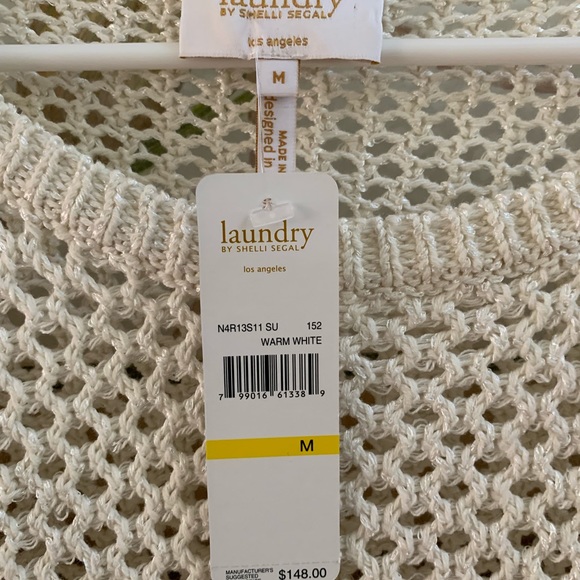 laundry
BY SHELLI SEGAL
los angeles
M
MADE IN
designed in
laundry
BY SHELLI SEGAL
los angeles
N4R13S11 SU 152
WARM WHITE
7 99016 61338 9
M
MANUFACTURER'S
SUGGESTED
$148.00